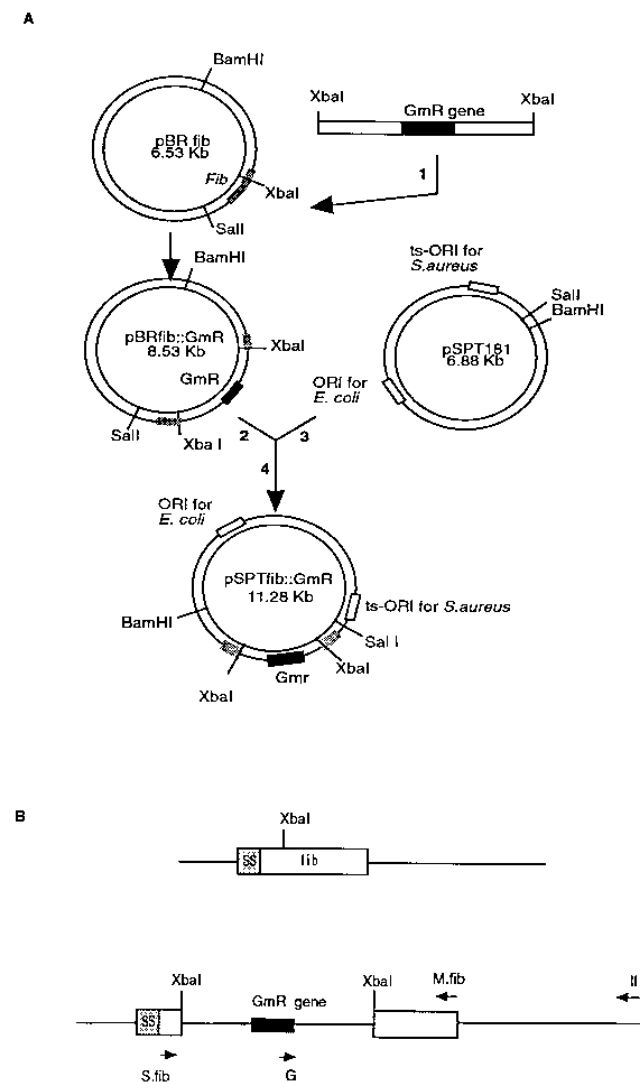 A
BamHI
XbaI
GmR gene
XbaI
pBR fib
6.53 Kb
Fib
XbaI
SalI
1
BamHI
ts-ORI for
S.aureus
SalI
BamHI
pBRfib::GmR
8.53 Kb
XbaI
pSPT181
6.88 Kb
GmR
ORI for
E. coli
SalI
Xba I
2
3
4
ORI for
E. coli
pSPTfib::GmR
11.28 Kb
BamHI
ts-ORI for S.aureus
Sal I
XbaI
Gmr
XbaI
B
XbaI
SS
fib
XbaI
GmR gene
XbaI
M.fib
II
SS
S.fib
G